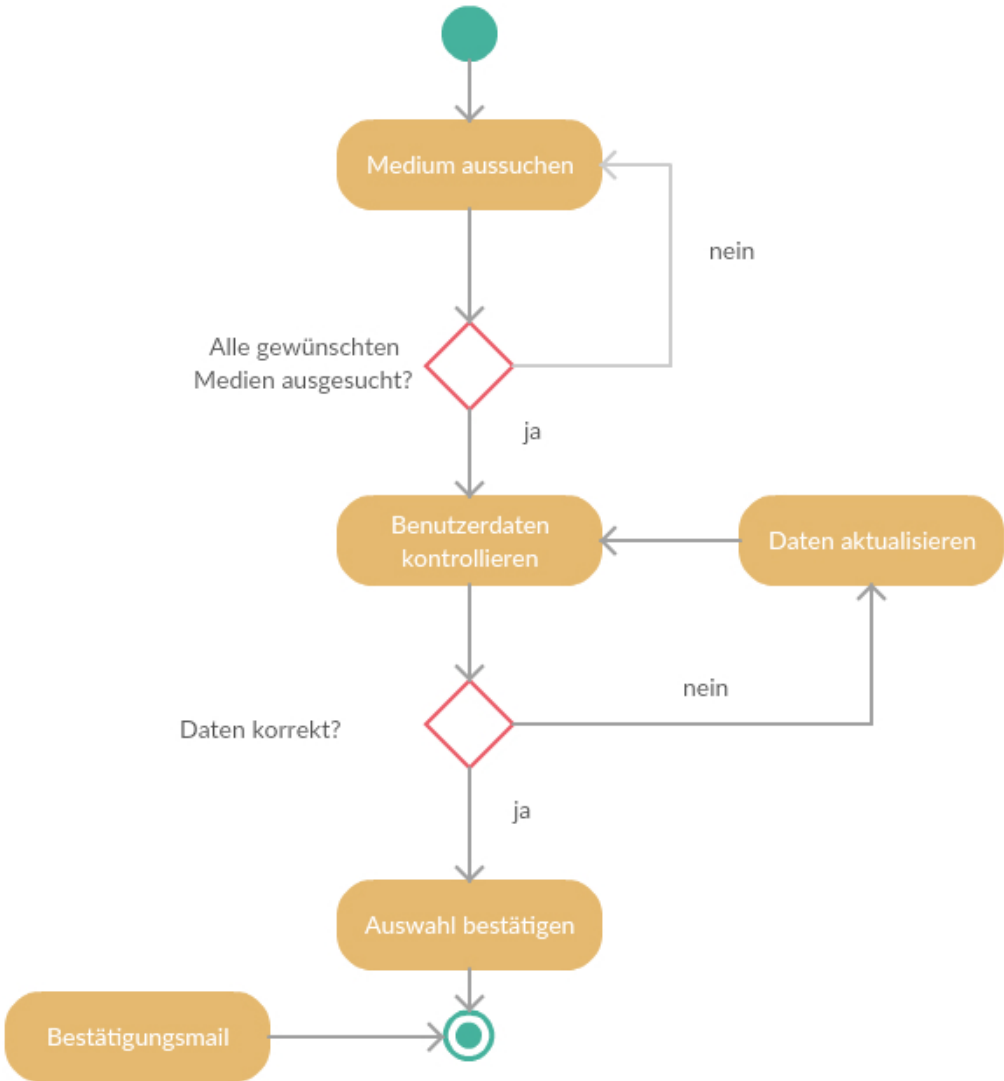 Medium aussuchen
nein
Alle gewünschten
Medien ausgesucht?
ja
Benutzerdaten
kontrollieren
Daten aktualisieren
nein
Daten korrekt?
ja
Auswahl bestätigen
Bestätigungsmail